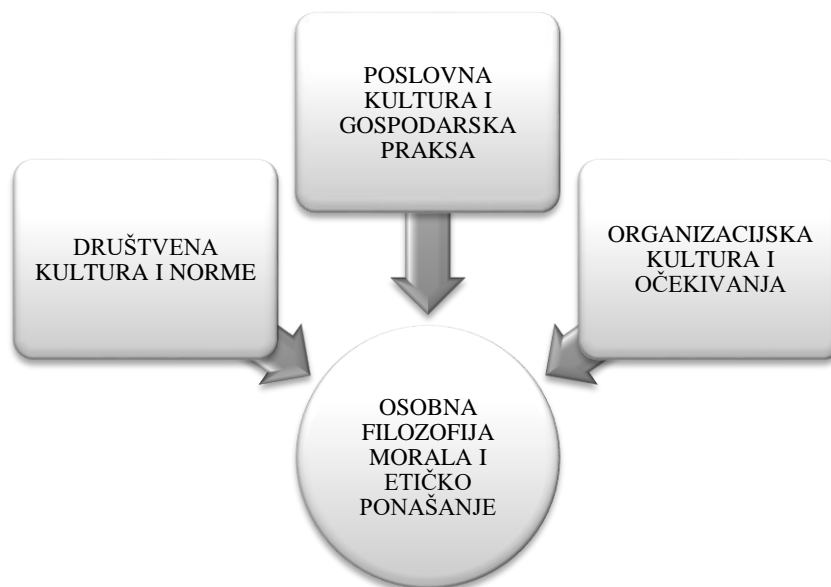 POSLOVNA
KULTURA I
GOSPODARSKA
PRAKSA
DRUŠTVENA
KULTURA I NORME
ORGANIZACIJSKA
KULTURA I
OČEKIVANJA
OSOBNA
FILOZOFIJA
MORALA I
ETIČKO
PONAŠANJE